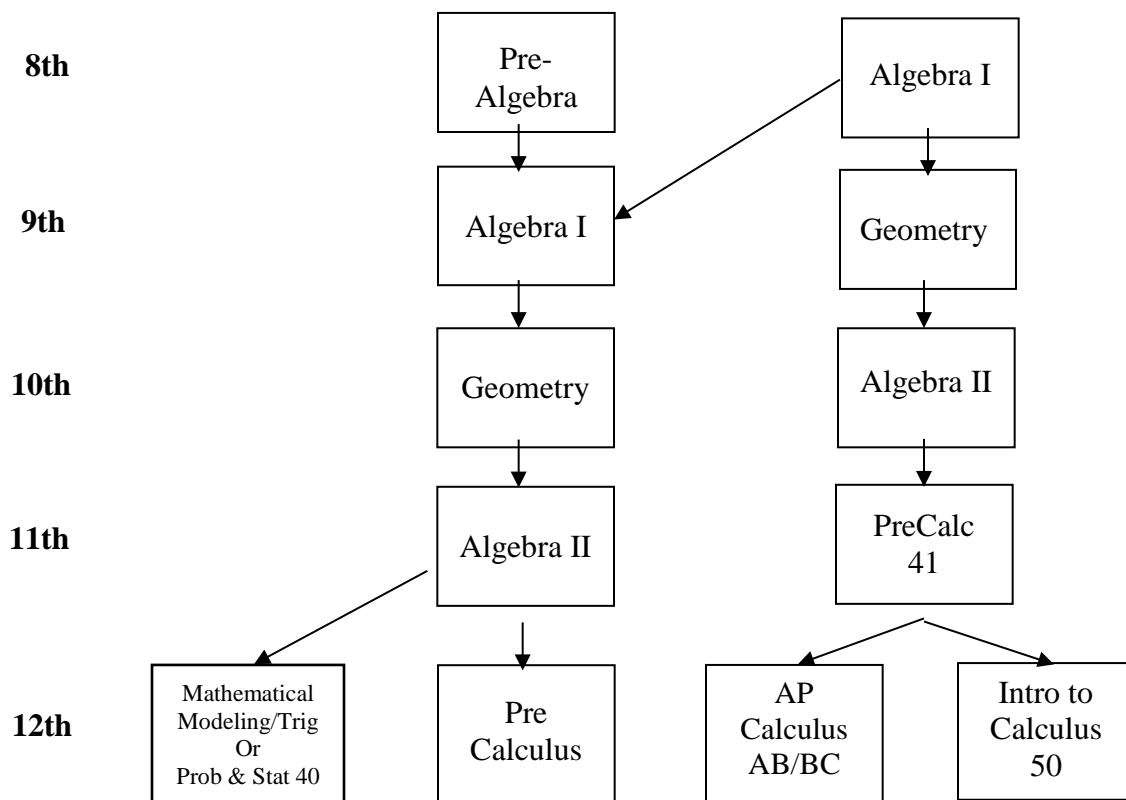 8th
Pre-
Algebra
Algebra I
9th
Algebra I
Geometry
10th
Geometry
Algebra II
11th
Algebra II
PreCalc
41
12th
Mathematical
Modeling/Trig
Or
Prob & Stat 40
Pre
Calculus
AP
Calculus
AB/BC
Intro to
Calculus
50